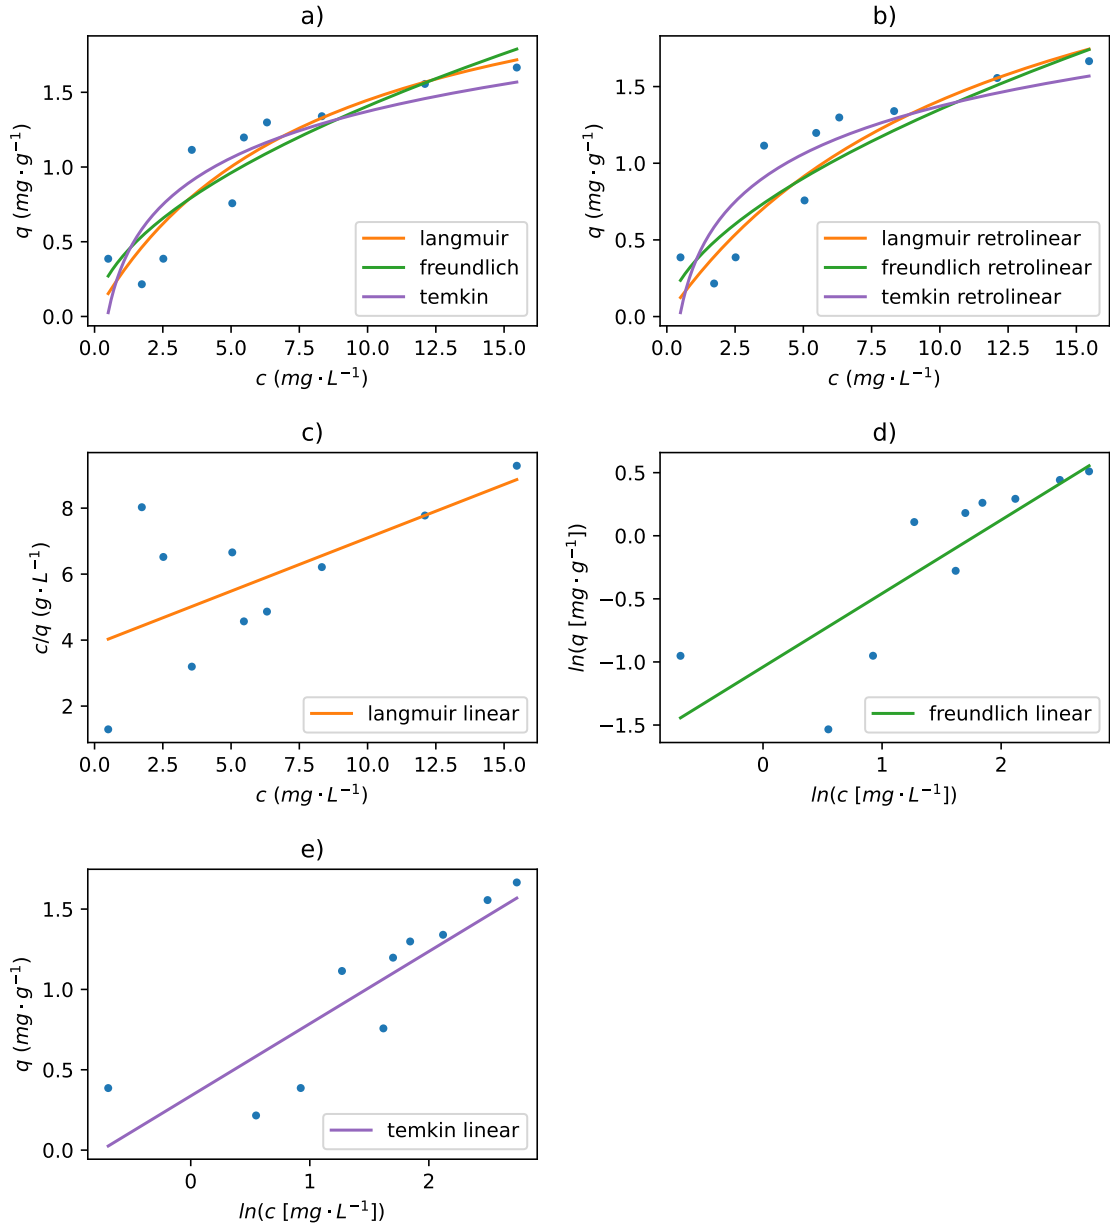 a)
q (mg · g⁻¹)
1.5
1.0
0.5
0.0
langmuir
freundlich
temkin
0.0 2.5 5.0 7.5 10.0 12.5 15.0
c (mg · L⁻¹)
b)
q (mg · g⁻¹)
1.5
1.0
0.5
0.0
langmuir retrolinear
freundlich retrolinear
temkin retrolinear
0.0 2.5 5.0 7.5 10.0 12.5 15.0
c (mg · L⁻¹)
c)
c/q (g · L⁻¹)
8
6
4
2
langmuir linear
0.0 2.5 5.0 7.5 10.0 12.5 15.0
c (mg · L⁻¹)
d)
ln(q [mg · g⁻¹])
0.5
0.0
−0.5
−1.0
−1.5
freundlich linear
0 1 2
ln(c [mg · L⁻¹])
e)
q (mg · g⁻¹)
1.5
1.0
0.5
0.0
temkin linear
0 1 2
ln(c [mg · L⁻¹])